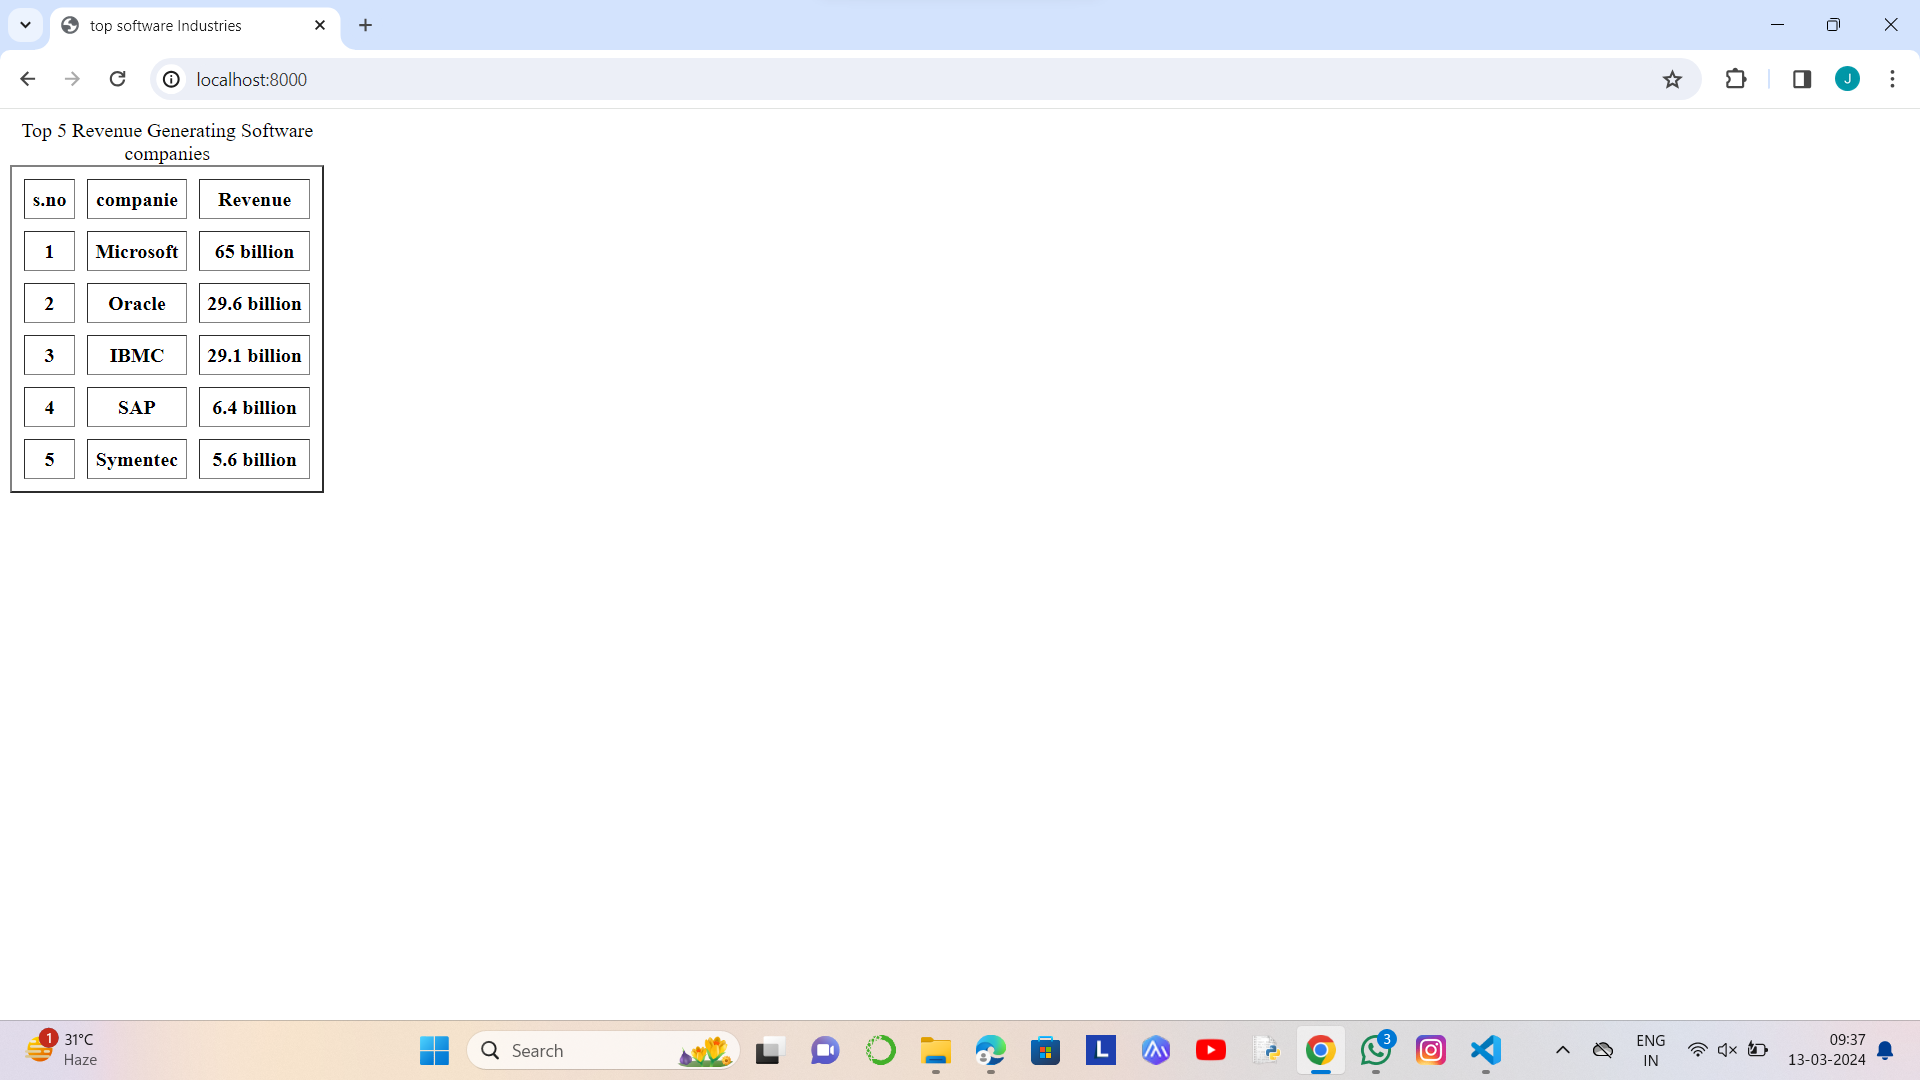 top software Industries
localhost:8000
J
Top 5 Revenue Generating Software
companies
s.no companie Revenue
1 Microsoft 65 billion
2 Oracle 29.6 billion
3 IBMC 29.1 billion
4 SAP 6.4 billion
5 Symentec 5.6 billion
1
31°C
Haze
Search
L
3
ENG
IN
09:37
13-03-2024